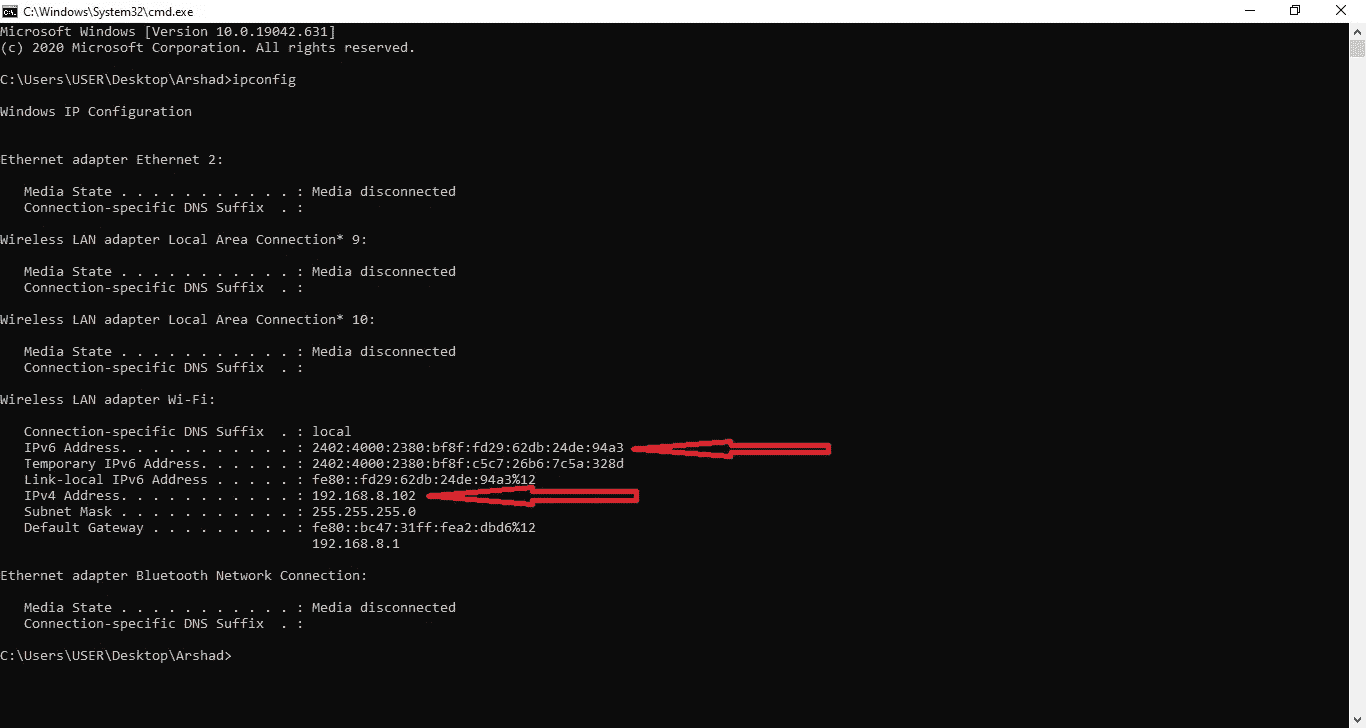 C:\Windows\System32\cmd.exe
Microsoft Windows [Version 10.0.19042.631]
(c) 2020 Microsoft Corporation. All rights reserved.
C:\Users\USER\Desktop\Arshad>ipconfig
Windows IP Configuration
Ethernet adapter Ethernet 2:
   Media State . . . . . . . . . . . : Media disconnected
   Connection-specific DNS Suffix  . :
Wireless LAN adapter Local Area Connection* 9:
   Media State . . . . . . . . . . . : Media disconnected
   Connection-specific DNS Suffix  . :
Wireless LAN adapter Local Area Connection* 10:
   Media State . . . . . . . . . . . : Media disconnected
   Connection-specific DNS Suffix  . :
Wireless LAN adapter Wi-Fi:
   Connection-specific DNS Suffix  . : local
   IPv6 Address. . . . . . . . . . . : 2402:4000:2380:bf8f:fd29:62db:24de:94a3
   Temporary IPv6 Address. . . . . . : 2402:4000:2380:bf8f:c5c7:26b6:7c5a:328d
   Link-local IPv6 Address . . . . . : fe80::fd29:62db:24de:94a3%12
   IPv4 Address. . . . . . . . . . . : 192.168.8.102
   Subnet Mask . . . . . . . . . . . : 255.255.255.0
   Default Gateway . . . . . . . . . : fe80::bc47:31ff:fea2:dbd6%12
                                       192.168.8.1
Ethernet adapter Bluetooth Network Connection:
   Media State . . . . . . . . . . . : Media disconnected
   Connection-specific DNS Suffix  . :
C:\Users\USER\Desktop\Arshad>